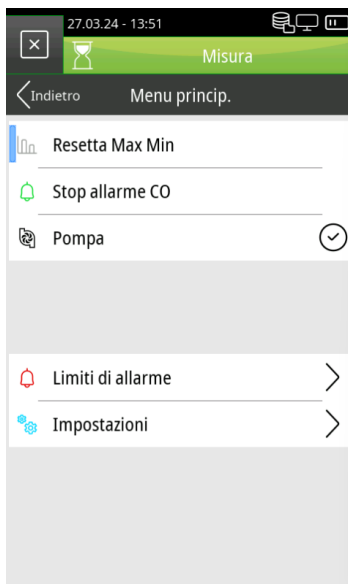 27.03.24 - 13:51
Misura
Indietro
Menu princip.
Resetta Max Min
Stop allarme CO
Pompa
Limiti di allarme
Impostazioni